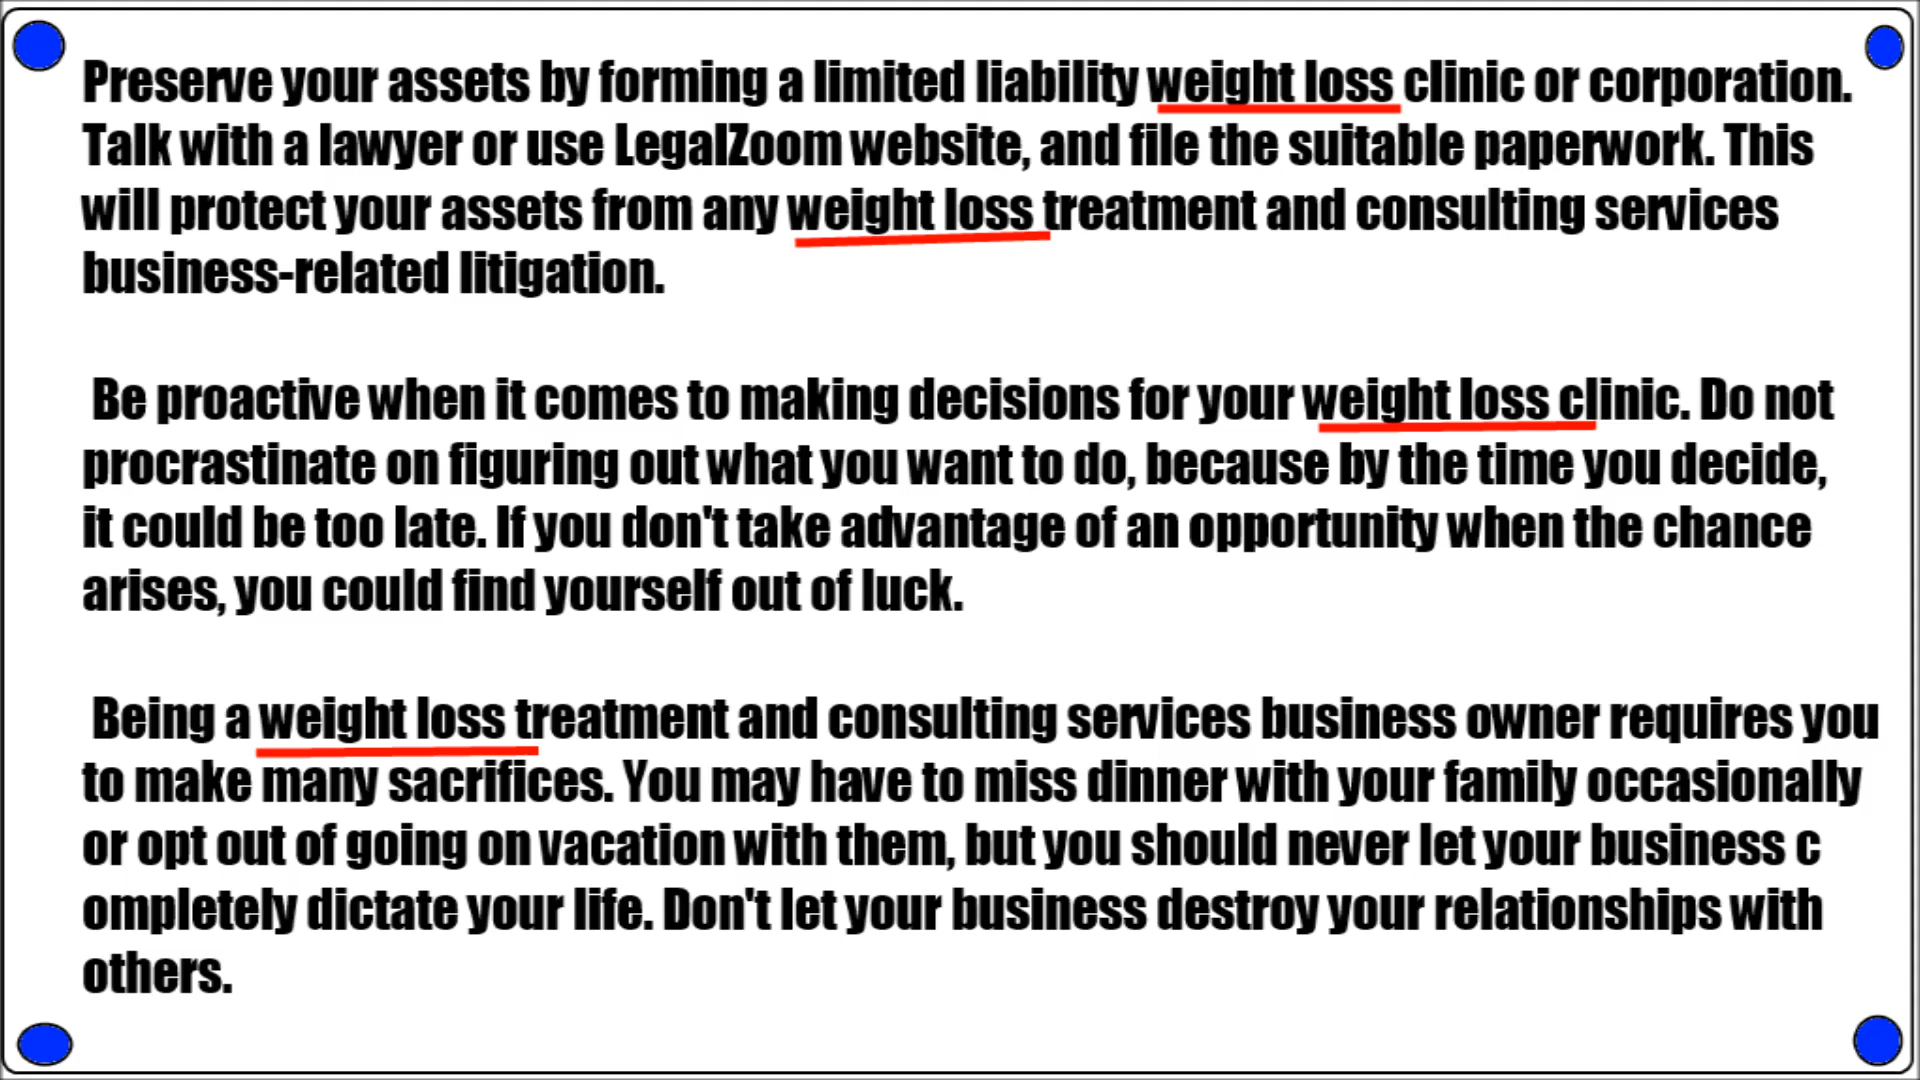 Preserve your assets by forming a limited liability weight loss clinic or corporation.
Talk with a lawyer or use LegalZoom website, and file the suitable paperwork. This
will protect your assets from any weight loss treatment and consulting services
business-related litigation.
Be proactive when it comes to making decisions for your weight loss clinic. Do not
procrastinate on figuring out what you want to do, because by the time you decide,
it could be too late. If you don't take advantage of an opportunity when the chance
arises, you could find yourself out of luck.
Being a weight loss treatment and consulting services business owner requires you
to make many sacrifices. You may have to miss dinner with your family occasionally
or opt out of going on vacation with them, but you should never let your business c
ompletely dictate your life. Don't let your business destroy your relationships with
others.